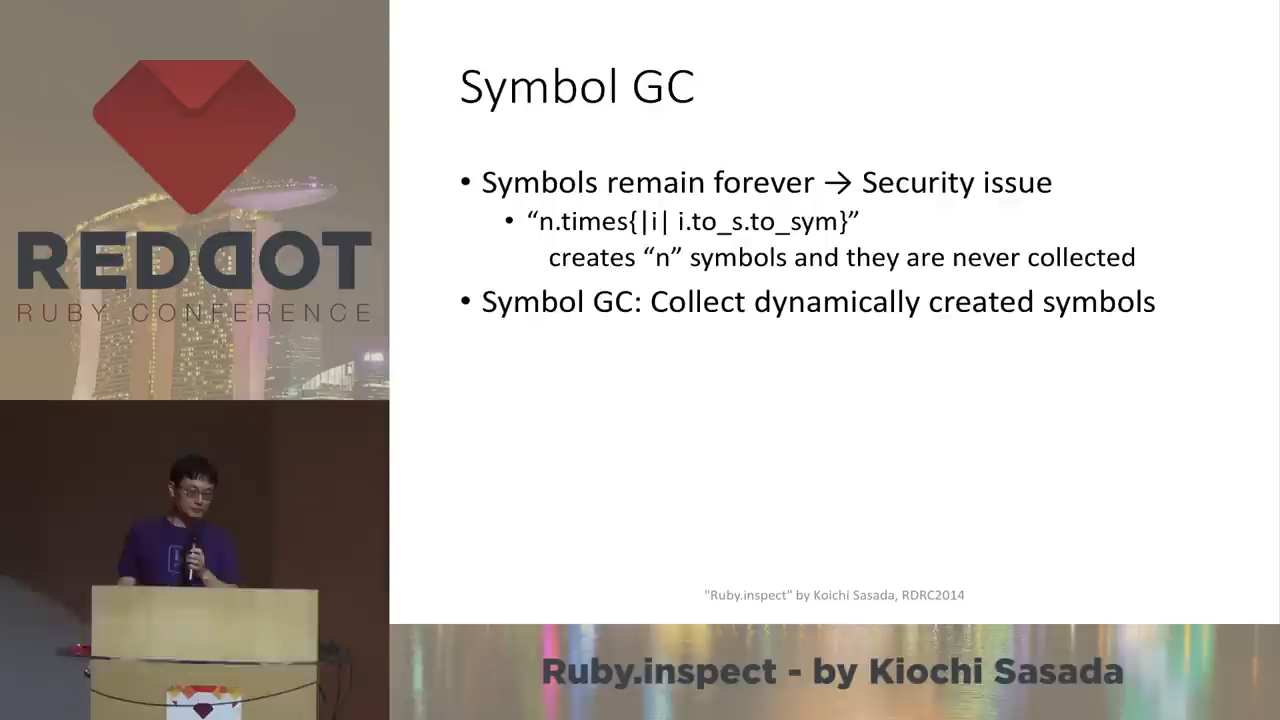 REDDOT
RUBY CONFERENCE
Symbol GC
• Symbols remain forever → Security issue
• “n.times{|i| i.to_s.to_sym}”
creates “n” symbols and they are never collected
• Symbol GC: Collect dynamically created symbols
"Ruby.inspect" by Koichi Sasada, RDRC2014
Ruby.inspect - by Kiochi Sasada